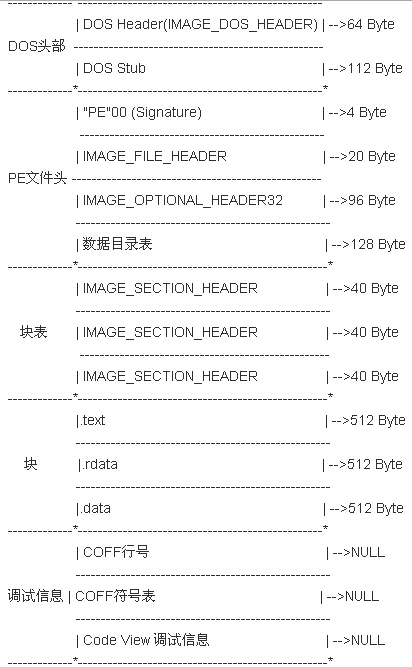 ------------- ---------------------------------------------------
| DOS Header(IMAGE_DOS_HEADER) | -->64 Byte
DOS头部 ---------------------------------------------------
| DOS Stub | -->112 Byte
-------------*---------------------------------------------------*
| "PE"00 (Signature) | -->4 Byte
---------------------------------------------------
| IMAGE_FILE_HEADER | -->20 Byte
PE文件头 ---------------------------------------------------
| IMAGE_OPTIONAL_HEADER32 | -->96 Byte
----------------------------------------------------
| 数据目录表 | -->128 Byte
-------------*----------------------------------------------------*
| IMAGE_SECTION_HEADER | -->40 Byte
----------------------------------------------------
块表 | IMAGE_SECTION_HEADER | -->40 Byte
----------------------------------------------------
| IMAGE_SECTION_HEADER | -->40 Byte
-------------*----------------------------------------------------*
|.text | -->512 Byte
----------------------------------------------------
块 |.rdata | -->512 Byte
----------------------------------------------------
|.data | -->512 Byte
-------------*---------------------------------------------------*
| COFF行号 | -->NULL
----------------------------------------------------
调试信息 | COFF符号表 | -->NULL
----------------------------------------------------
| Code View 调试信息 | -->NULL
-------------*----------------------------------------------------*